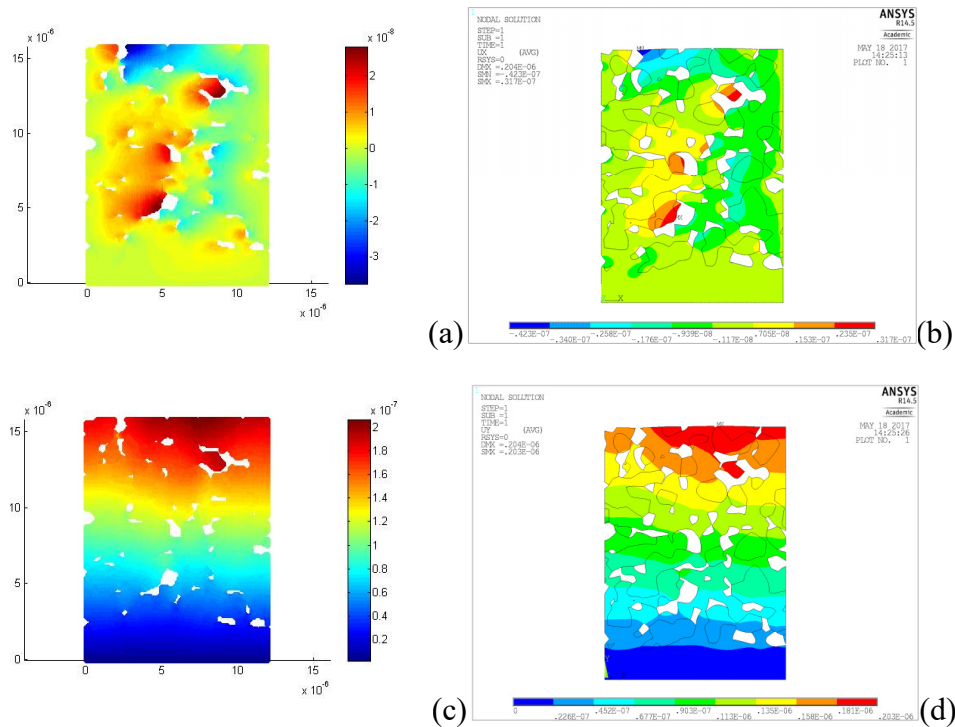 x 10⁻⁶
15
10
5
0
0
5
10
15
x 10⁻⁶
x 10⁻⁸
2
1
0
-1
-2
-3
(a)
1
NODAL SOLUTION
STEP=1
SUB =1
TIME=1
UX (AVG)
RSYS=0
DMX =.204E-06
SMN =-.423E-07
SMX =.317E-07
ANSYS
R14.5
Academic
MAY 18 2017
14:25:13
PLOT NO. 1
MN
MX
Z X
-.423E-07
-.340E-07
-.258E-07
-.176E-07
-.939E-08
-.117E-08
.705E-08
.153E-07
.235E-07
.317E-07
(b)
x 10⁻⁶
15
10
5
0
0
5
10
15
x 10⁻⁶
x 10⁻⁷
2
1.8
1.6
1.4
1.2
1
0.8
0.6
0.4
0.2
(c)
1
NODAL SOLUTION
STEP=1
SUB =1
TIME=1
UY (AVG)
RSYS=0
DMX =.204E-06
SMX =.203E-06
ANSYS
R14.5
Academic
MAY 18 2017
14:25:26
PLOT NO. 1
MX
Y
0
.226E-07
.452E-07
.677E-07
.903E-07
.113E-06
.135E-06
.158E-06
.181E-06
.203E-06
(d)